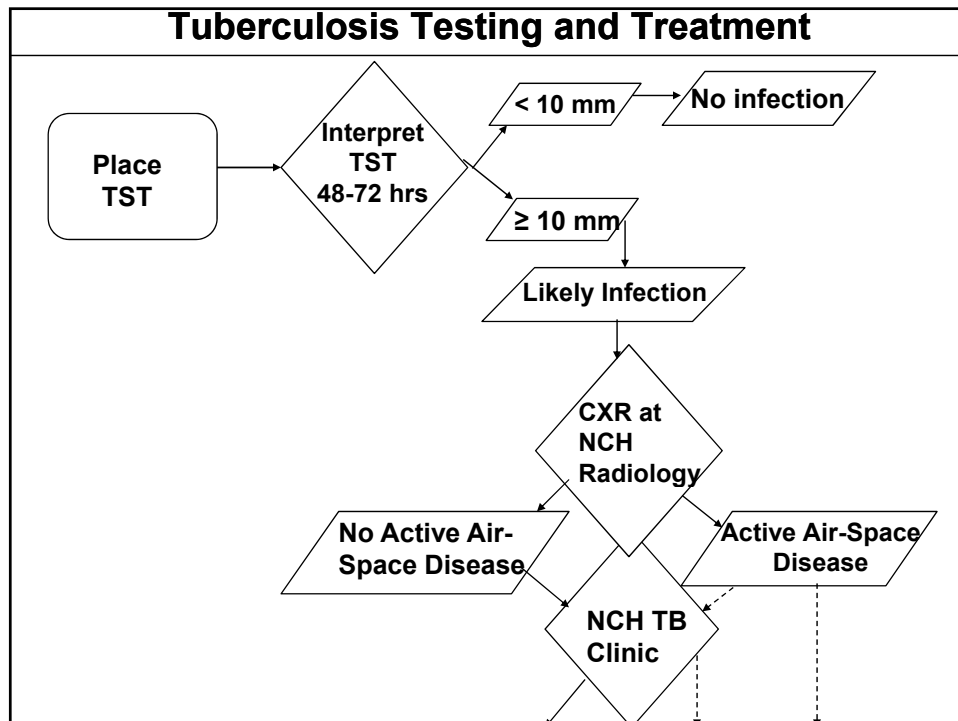 Tuberculosis Testing and Treatment
Place
TST
Interpret
TST
48-72 hrs
< 10 mm
No infection
≥ 10 mm
Likely Infection
CXR at
NCH
Radiology
No Active Air-
Space Disease
Active Air-Space
Disease
NCH TB
Clinic